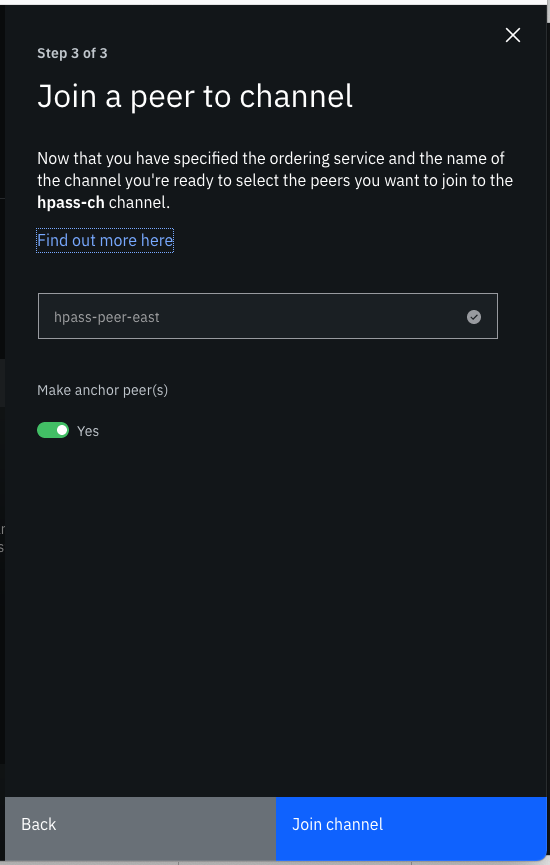 Step 3 of 3
Join a peer to channel
Now that you have specified the ordering service and the name of
the channel you're ready to select the peers you want to join to the
hpass-ch channel.
Find out more here
hpass-peer-east
Make anchor peer(s)
Yes
Back
Join channel